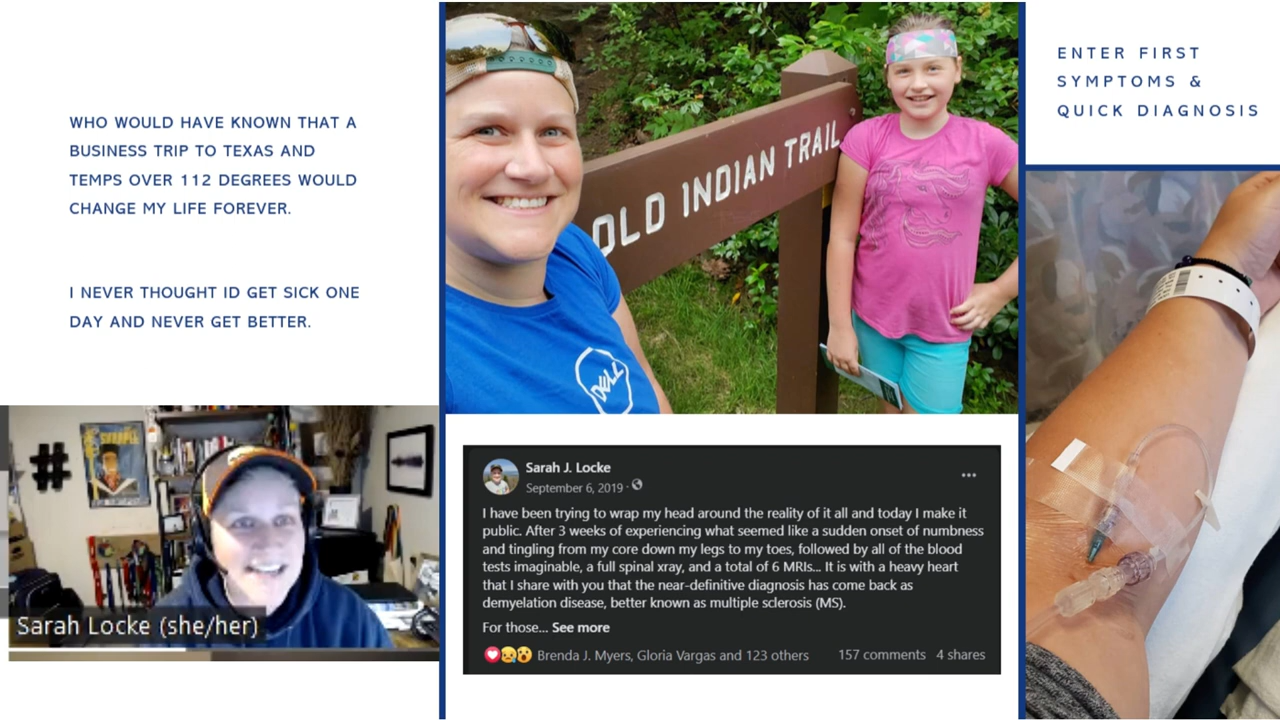 WHO WOULD HAVE KNOWN THAT A
BUSINESS TRIP TO TEXAS AND
TEMPS OVER 112 DEGREES WOULD
CHANGE MY LIFE FOREVER.
I NEVER THOUGHT ID GET SICK ONE
DAY AND NEVER GET BETTER.
#
Sarah Locke (she/her)
OLD INDIAN TRAIL
DELL
Sarah J. Locke
September 6, 2019 ·
I have been trying to wrap my head around the reality of it all and today I make it
public. After 3 weeks of experiencing what seemed like a sudden onset of numbness
and tingling from my core down my legs to my toes, followed by all of the blood
tests imaginable, a full spinal xray, and a total of 6 MRIs... It is with a heavy heart
that I share with you that the near-definitive diagnosis has come back as
demyelation disease, better known as multiple sclerosis (MS).
For those... See more
Brenda J. Myers, Gloria Vargas and 123 others
157 comments 4 shares
ENTER FIRST
SYMPTOMS &
QUICK DIAGNOSIS